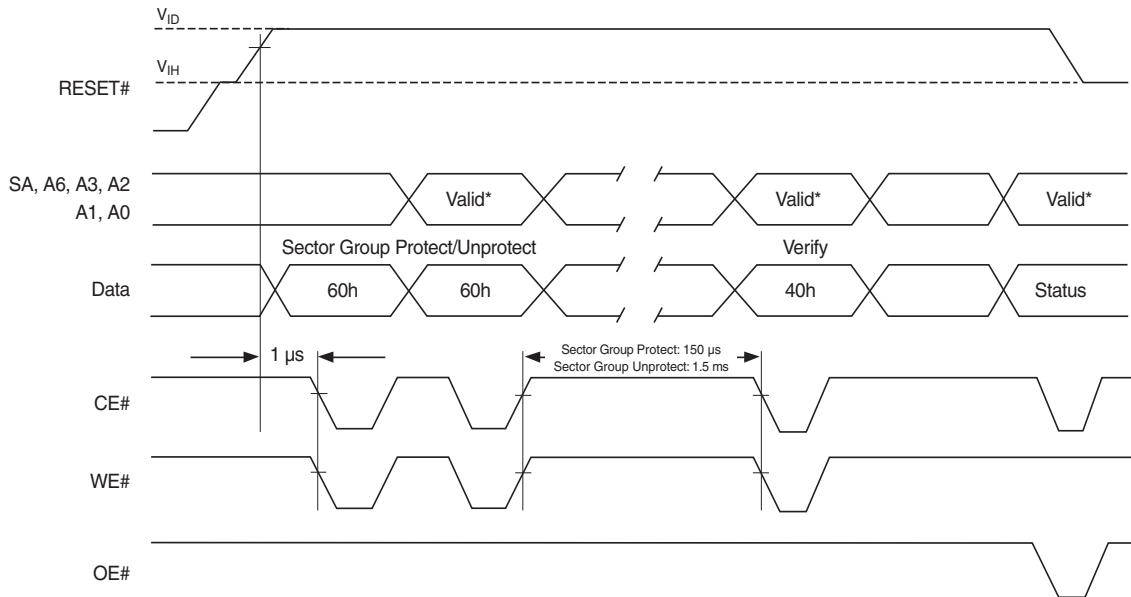 VID
VIH
RESET#
SA, A6, A3, A2
A1, A0
Valid*
Valid*
Valid*
Sector Group Protect/Unprotect
Verify
Data
60h
60h
40h
Status
1 µs
Sector Group Protect: 150 µs
Sector Group Unprotect: 1.5 ms
CE#
WE#
OE#